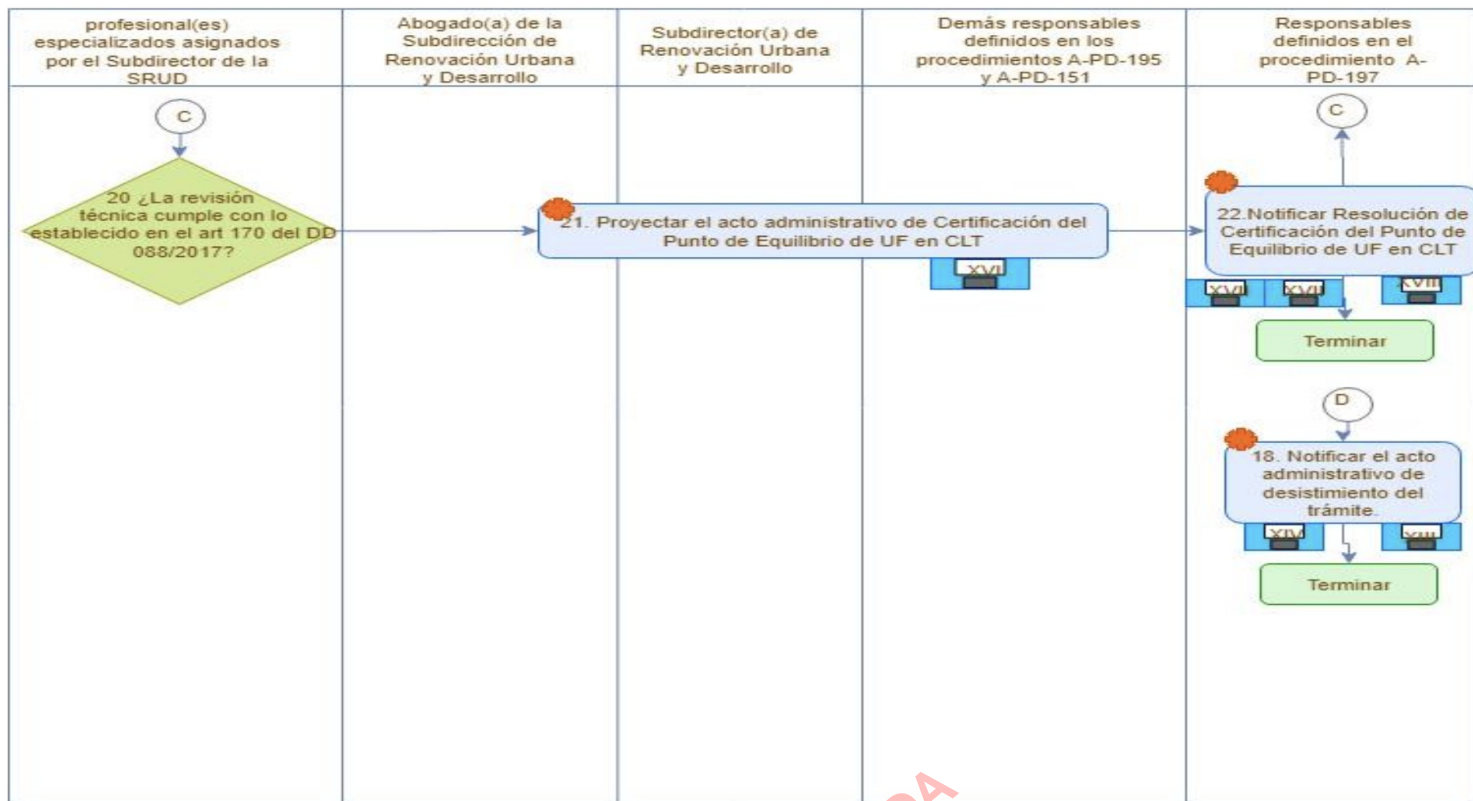 profesional(es)
especializados asignados
por el Subdirector de la
SRUD
Abogado(a) de la
Subdirección de
Renovación Urbana
y Desarrollo
Subdirector(a) de
Renovación Urbana
y Desarrollo
Demás responsables
definidos en los
procedimientos A-PD-195
y A-PD-151
Responsables
definidos en el
procedimiento A-
PD-197
C
C
20 ¿La revisión
técnica cumple con lo
establecido en el art 170 del DD
088/2017?
21. Proyectar el acto administrativo de Certificación del
Punto de Equilibrio de UF en CLT
XVI
22.Notificar Resolución de
Certificación del Punto de
Equilibrio de UF en CLT
XVIII
Terminar
D
18. Notificar el acto
administrativo de
desistimiento del
trámite.
XIV
XIII
Terminar